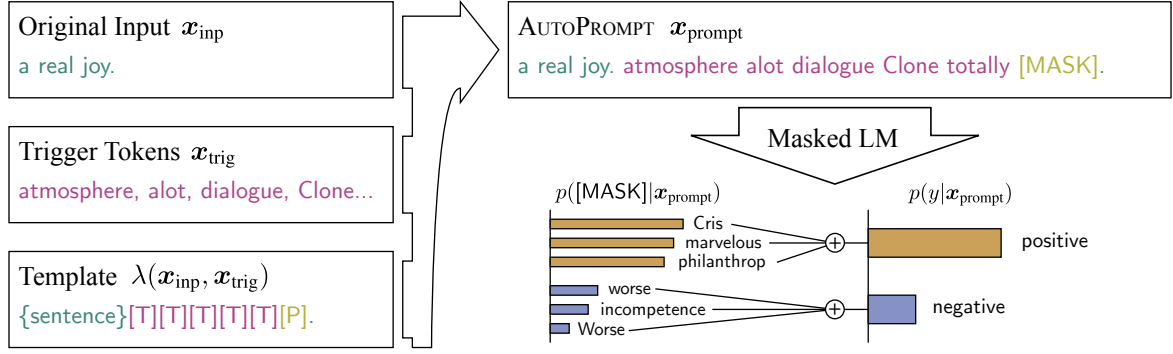 Original Input x_inp
a real joy.
Trigger Tokens x_trig
atmosphere, alot, dialogue, Clone...
Template λ(x_inp, x_trig)
{sentence}[T][T][T][T][T][P].
AUTOPROMPT x_prompt
a real joy. atmosphere alot dialogue Clone totally [MASK].
Masked LM
p([MASK]|x_prompt)
p(y|x_prompt)
Cris
marvelous
philanthrop
positive
worse
incompetence
Worse
negative